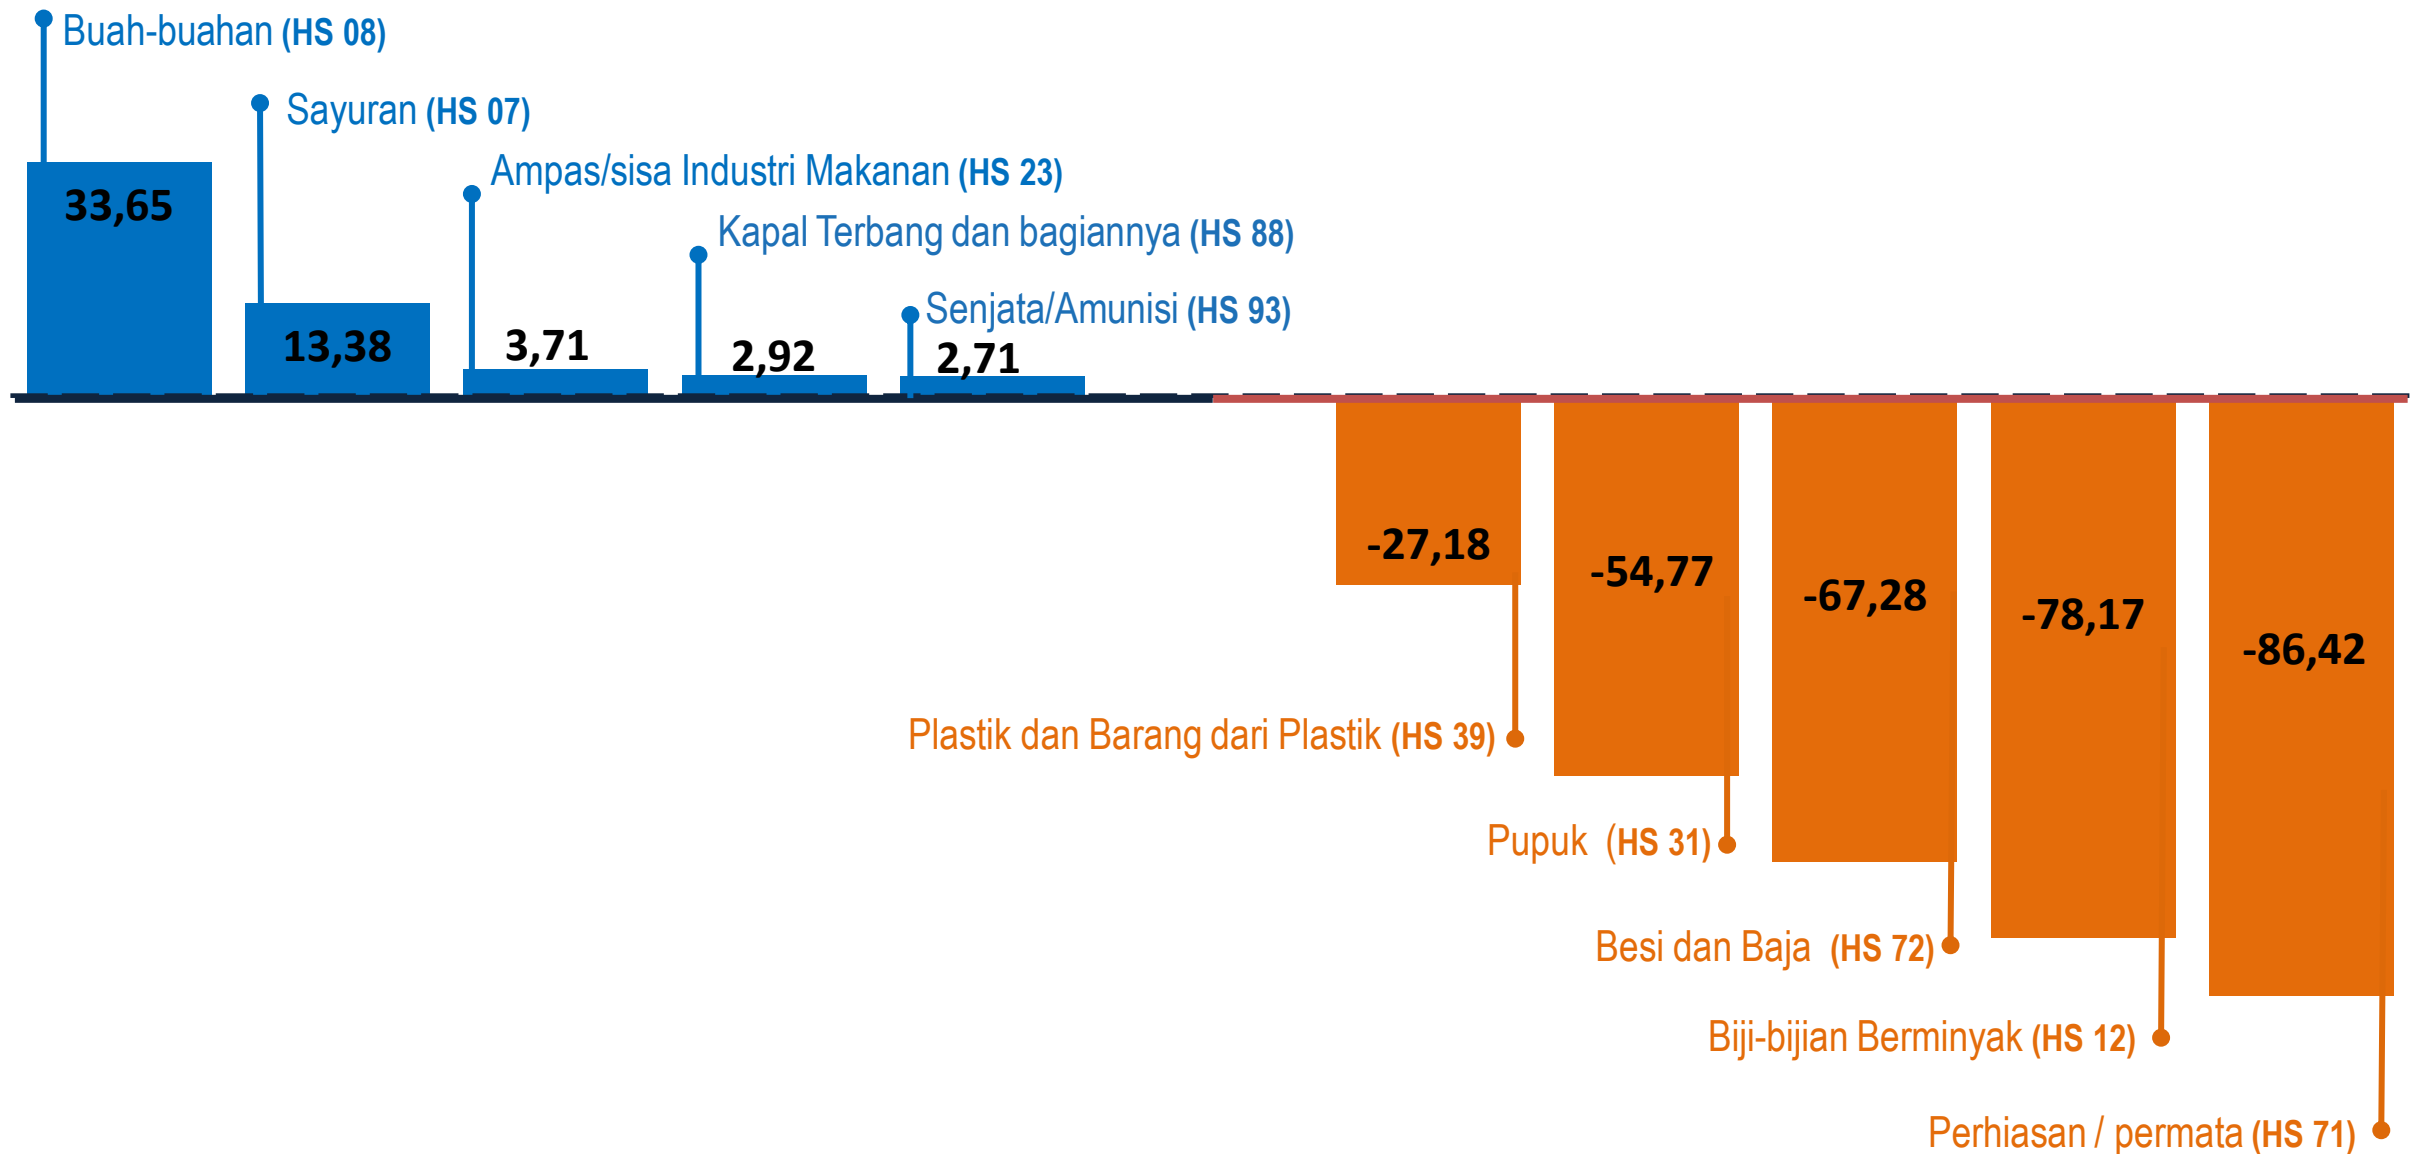 Buah-buahan (HS 08)
Sayuran (HS 07)
Ampas/sisa Industri Makanan (HS 23)
Kapal Terbang dan bagiannya (HS 88)
Senjata/Amunisi (HS 93)
33,65
13,38
3,71
2,92
2,71
-27,18
-54,77
-67,28
-78,17
-86,42
Plastik dan Barang dari Plastik (HS 39)
Pupuk (HS 31)
Besi dan Baja (HS 72)
Biji-bijian Berminyak (HS 12)
Perhiasan / permata (HS 71)